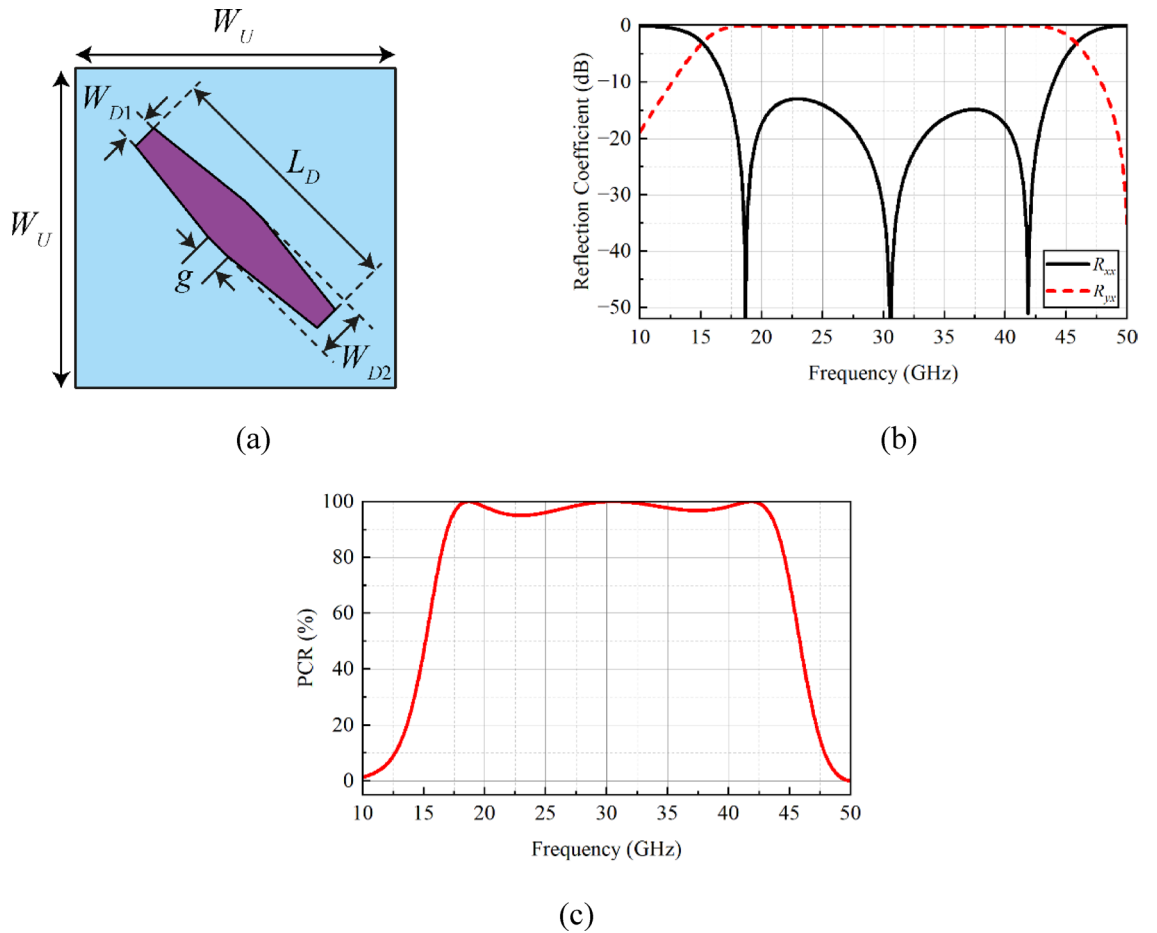 W_U
W_U
W_D1
L_D
g
W_D2
(a)
Reflection Coefficient (dB)
0
−10
−20
−30
−40
−50
R_xx
R_yx
10 15 20 25 30 35 40 45 50
Frequency (GHz)
(b)
PCR (%)
100
80
60
40
20
0
10 15 20 25 30 35 40 45 50
Frequency (GHz)
(c)